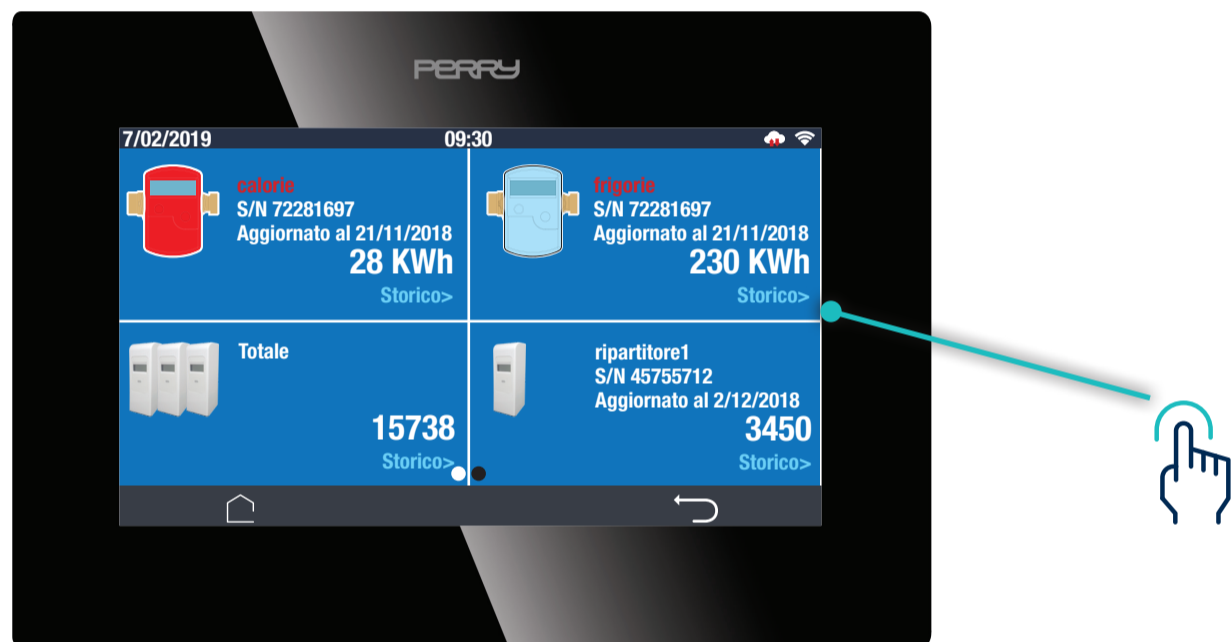 PERRY
7/02/2019 09:30
calorie
S/N 72281697
Aggiornato al 21/11/2018
28 KWh
Storico>
frigorie
S/N 72281697
Aggiornato al 21/11/2018
230 KWh
Storico>
Totale
15738
Storico>
ripartitore1
S/N 45755712
Aggiornato al 2/12/2018
3450
Storico>